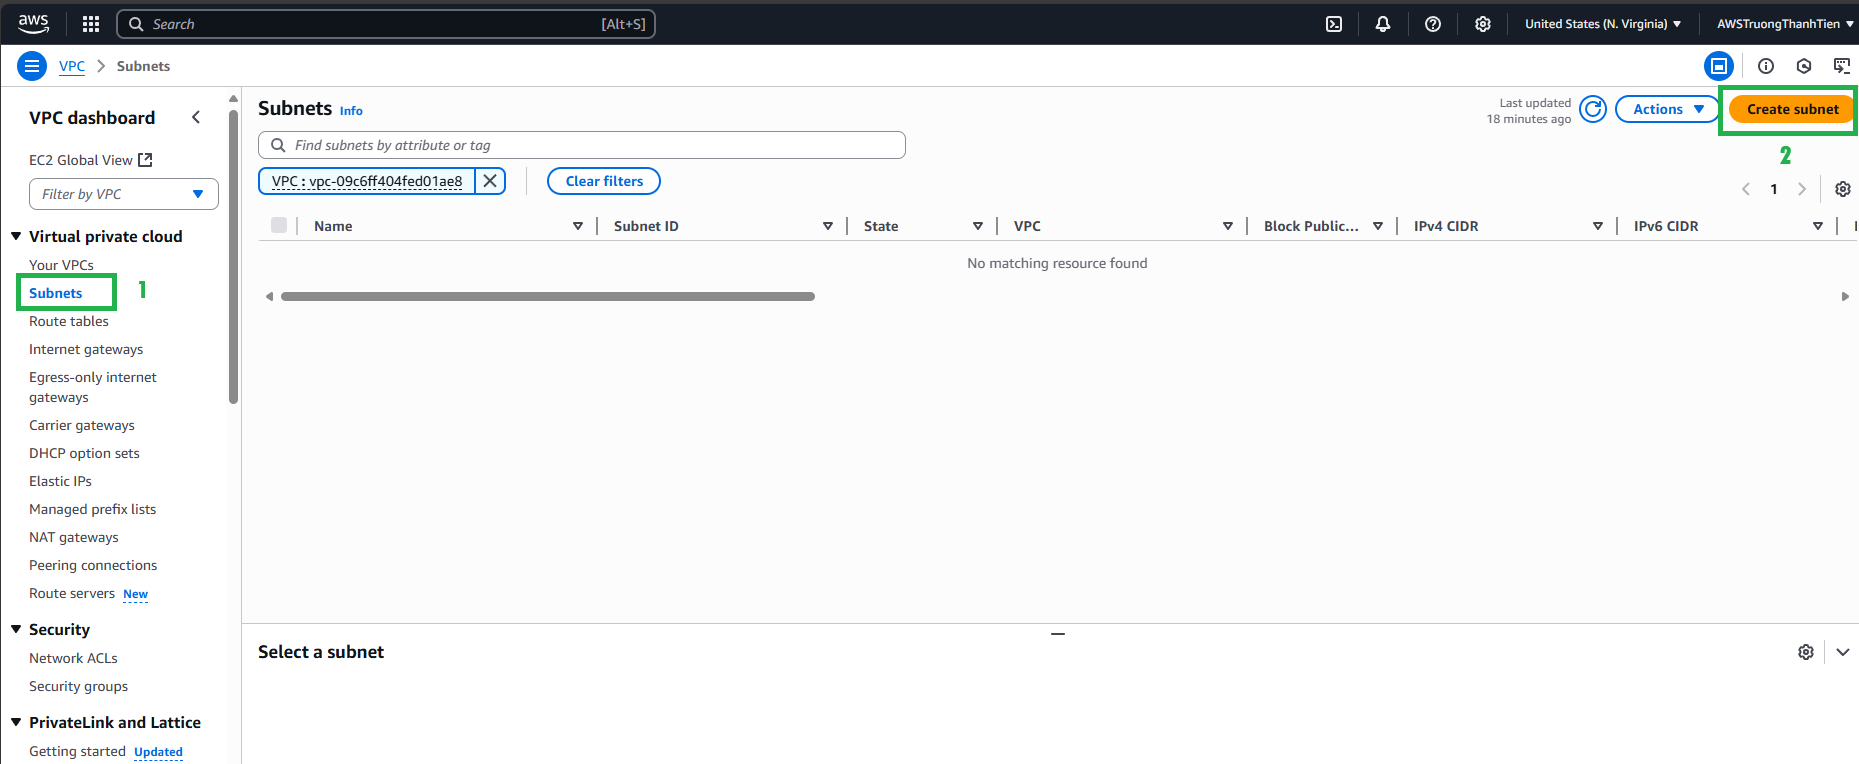 aws
Search [Alt+S]
United States (N. Virginia)
AWSTruongThanhTien
VPC
Subnets
VPC dashboard
EC2 Global View
Filter by VPC
Virtual private cloud
Your VPCs
Subnets
1
Route tables
Internet gateways
Egress-only internet
gateways
Carrier gateways
DHCP option sets
Elastic IPs
Managed prefix lists
NAT gateways
Peering connections
Route servers New
Security
Network ACLs
Security groups
PrivateLink and Lattice
Getting started Updated
Subnets Info
Last updated
18 minutes ago
Actions
Create subnet
2
Find subnets by attribute or tag
VPC : vpc-09c6ff404fed01ae8
Clear filters
1
Name Subnet ID State VPC Block Public... IPv4 CIDR IPv6 CIDR
No matching resource found
Select a subnet